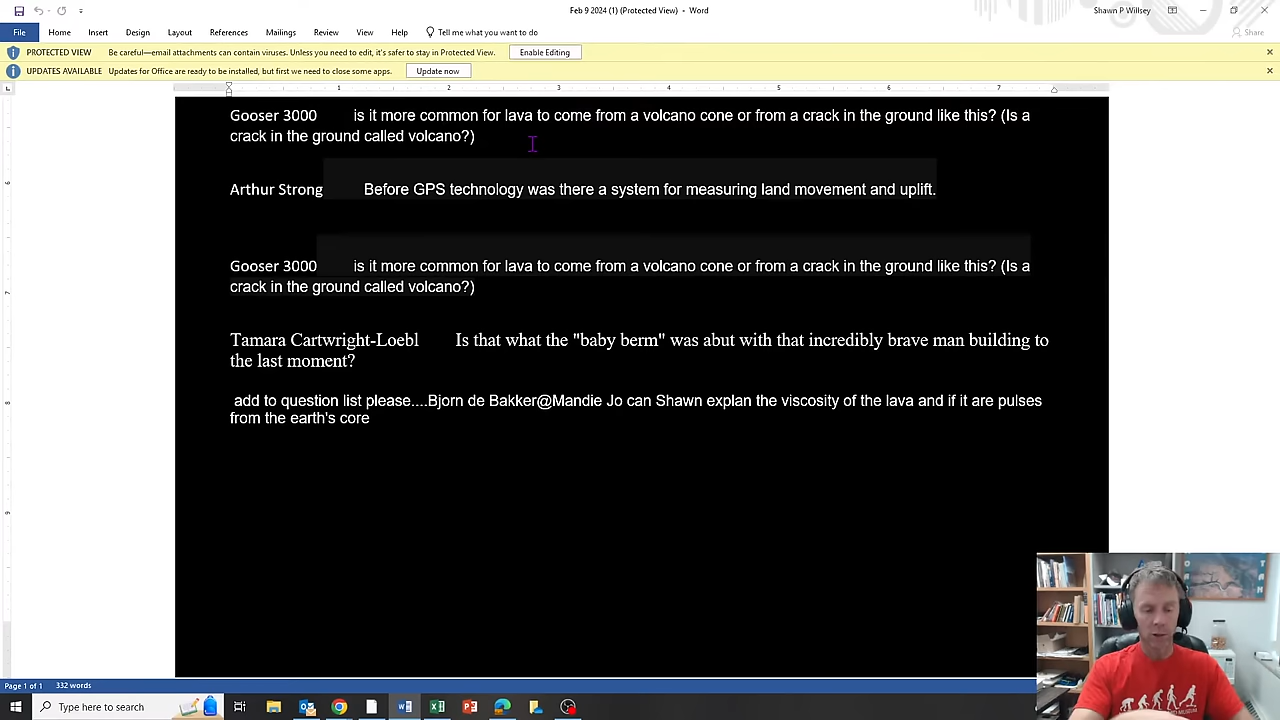 Feb 9 2024 (1) (Protected View) - Word
Shawn P Willsey
File Home Insert Design Layout References Mailings Review View Help Tell me what you want to do
Share
PROTECTED VIEW Be careful—email attachments can contain viruses. Unless you need to edit, it's safer to stay in Protected View. Enable Editing
UPDATES AVAILABLE Updates for Office are ready to be installed, but first we need to close some apps. Update now
1 2 3 4 5 6 7
Gooser 3000 is it more common for lava to come from a volcano cone or from a crack in the ground like this? (Is a
crack in the ground called volcano?)
Arthur Strong Before GPS technology was there a system for measuring land movement and uplift.
Gooser 3000 is it more common for lava to come from a volcano cone or from a crack in the ground like this? (Is a
crack in the ground called volcano?)
Tamara Cartwright-Loebl Is that what the "baby berm" was abut with that incredibly brave man building to
the last moment?
add to question list please....Bjorn de Bakker@Mandie Jo can Shawn explan the viscosity of the lava and if it are pulses
from the earth's core
Page 1 of 1 332 words
Type here to search